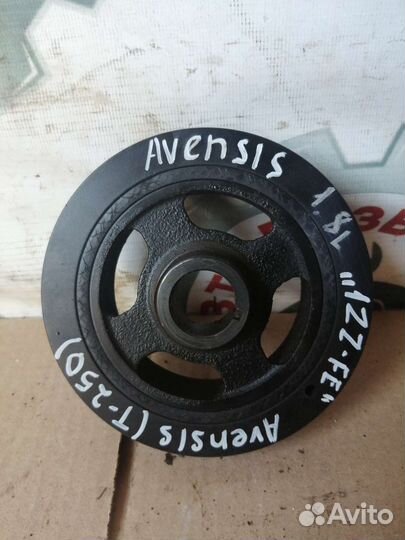 AVENSIS
1.8L
"1ZZ-FE"
Avensis (T-250)
Avito